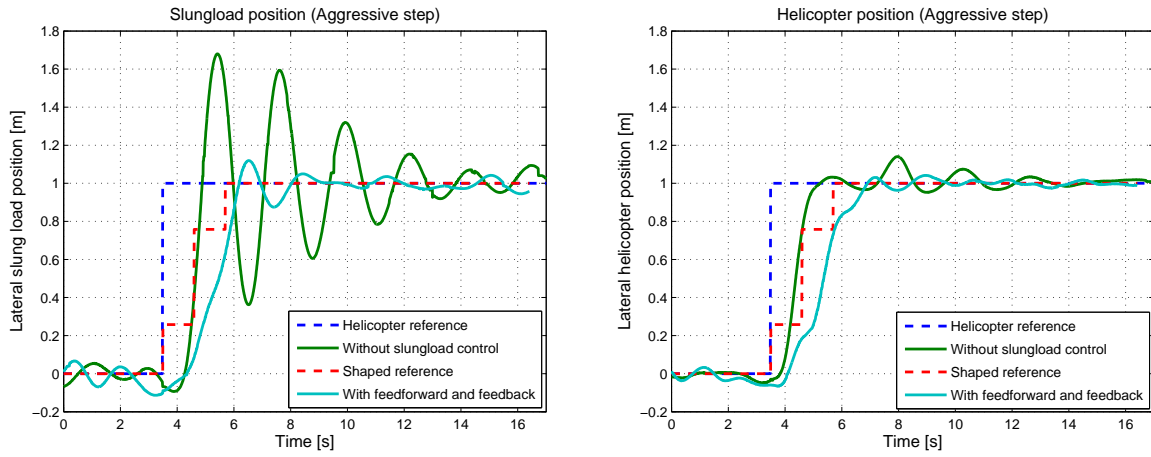 Slungload position (Aggressive step)
Lateral slung load position [m]
1.8
1.6
1.4
1.2
1
0.8
0.6
0.4
0.2
0
−0.2
0 2 4 6 8 10 12 14 16
Time [s]
Helicopter reference
Without slungload control
Shaped reference
With feedforward and feedback
Helicopter position (Aggressive step)
Lateral helicopter position [m]
1.8
1.6
1.4
1.2
1
0.8
0.6
0.4
0.2
0
−0.2
0 2 4 6 8 10 12 14 16
Time [s]
Helicopter reference
Without slungload control
Shaped reference
With feedforward and feedback